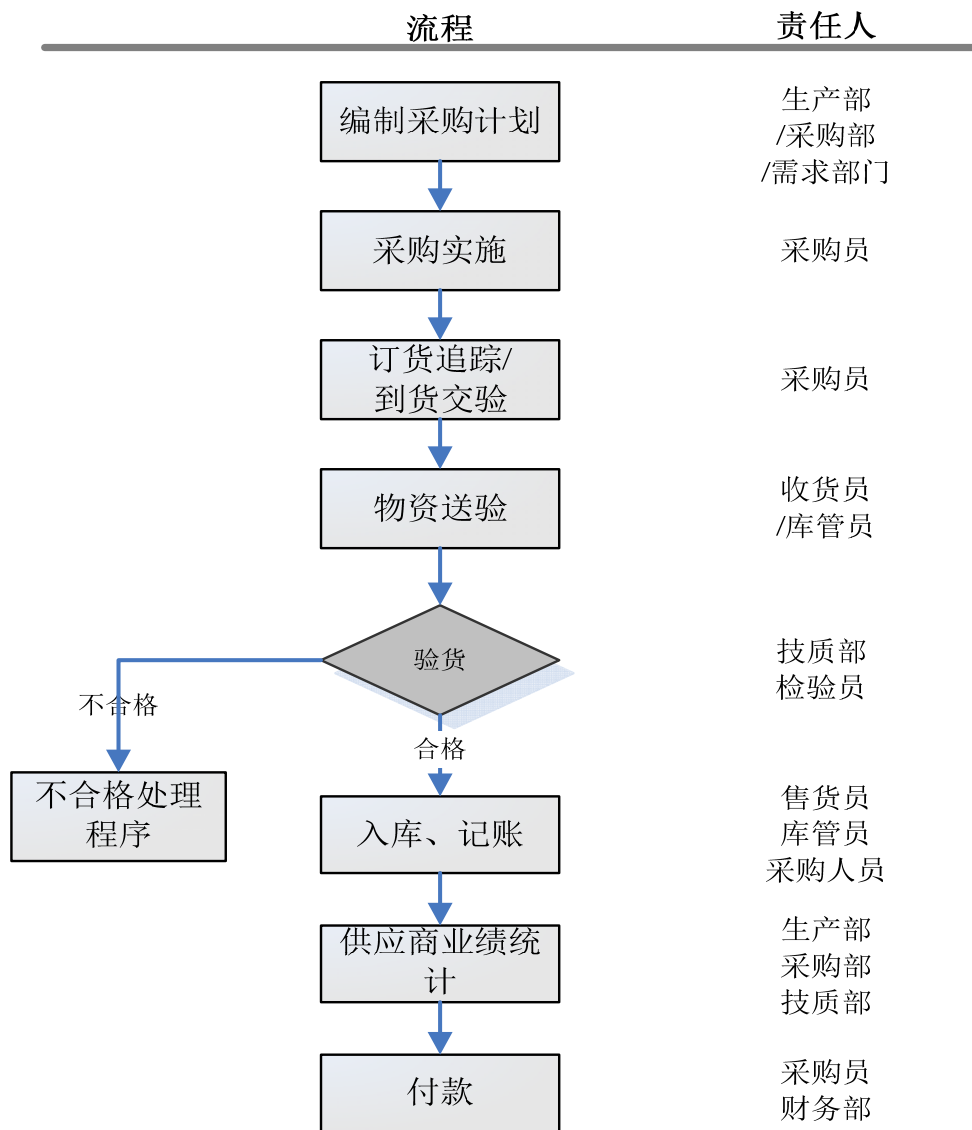 流程 责任人
编制采购计划
生产部
/采购部
/需求部门
采购实施
采购员
订货追踪/
到货交验
采购员
物资送验
收货员
/库管员
验货
技质部
检验员
不合格
合格
不合格处理
程序
入库、记账
售货员
库管员
采购人员
供应商业绩统
计
生产部
采购部
技质部
付款
采购员
财务部